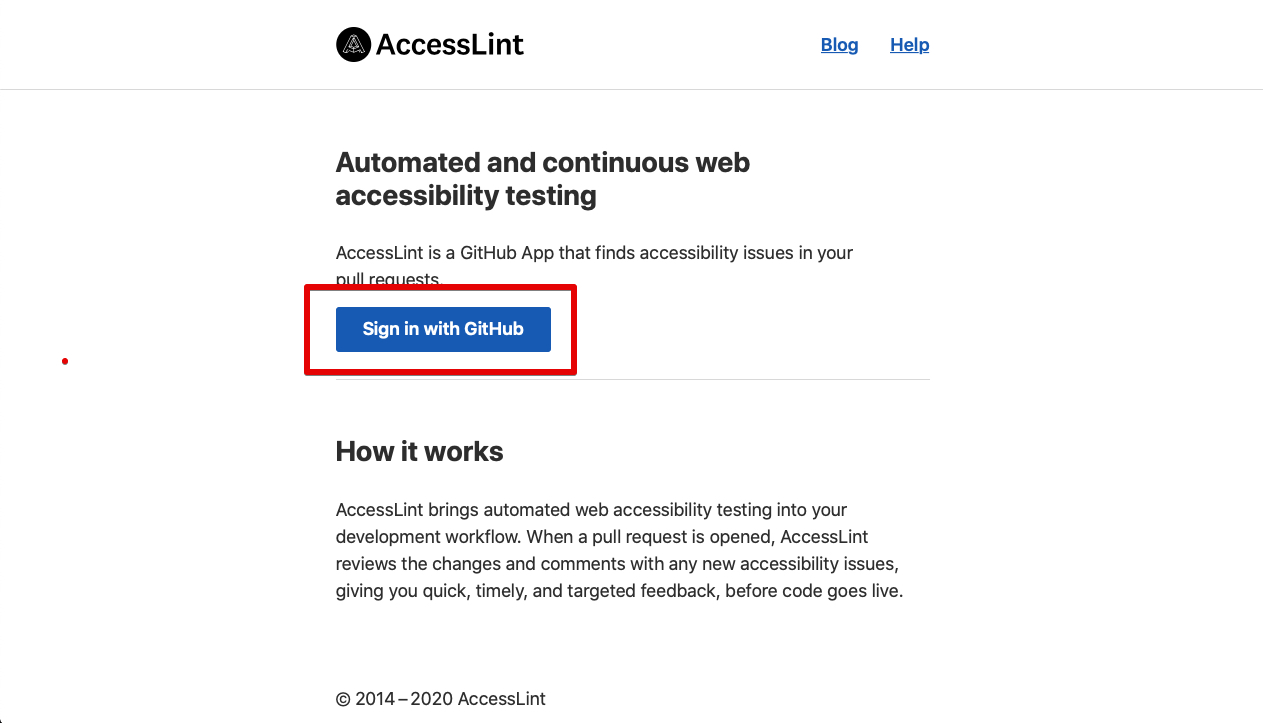 AccessLint
Blog
Help
Automated and continuous web
accessibility testing
AccessLint is a GitHub App that finds accessibility issues in your
pull requests.
Sign in with GitHub
How it works
AccessLint brings automated web accessibility testing into your
development workflow. When a pull request is opened, AccessLint
reviews the changes and comments with any new accessibility issues,
giving you quick, timely, and targeted feedback, before code goes live.
© 2014 – 2020 AccessLint